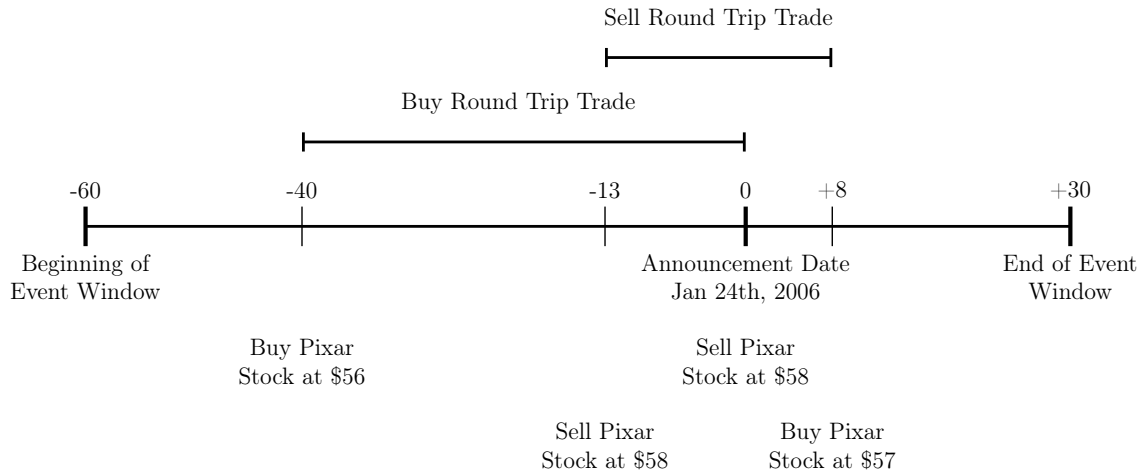 Sell Round Trip Trade
Buy Round Trip Trade
-60
-40
-13
0
+8
+30
Beginning of
Event Window
Announcement Date
Jan 24th, 2006
End of Event
Window
Buy Pixar
Stock at $56
Sell Pixar
Stock at $58
Sell Pixar
Stock at $58
Buy Pixar
Stock at $57